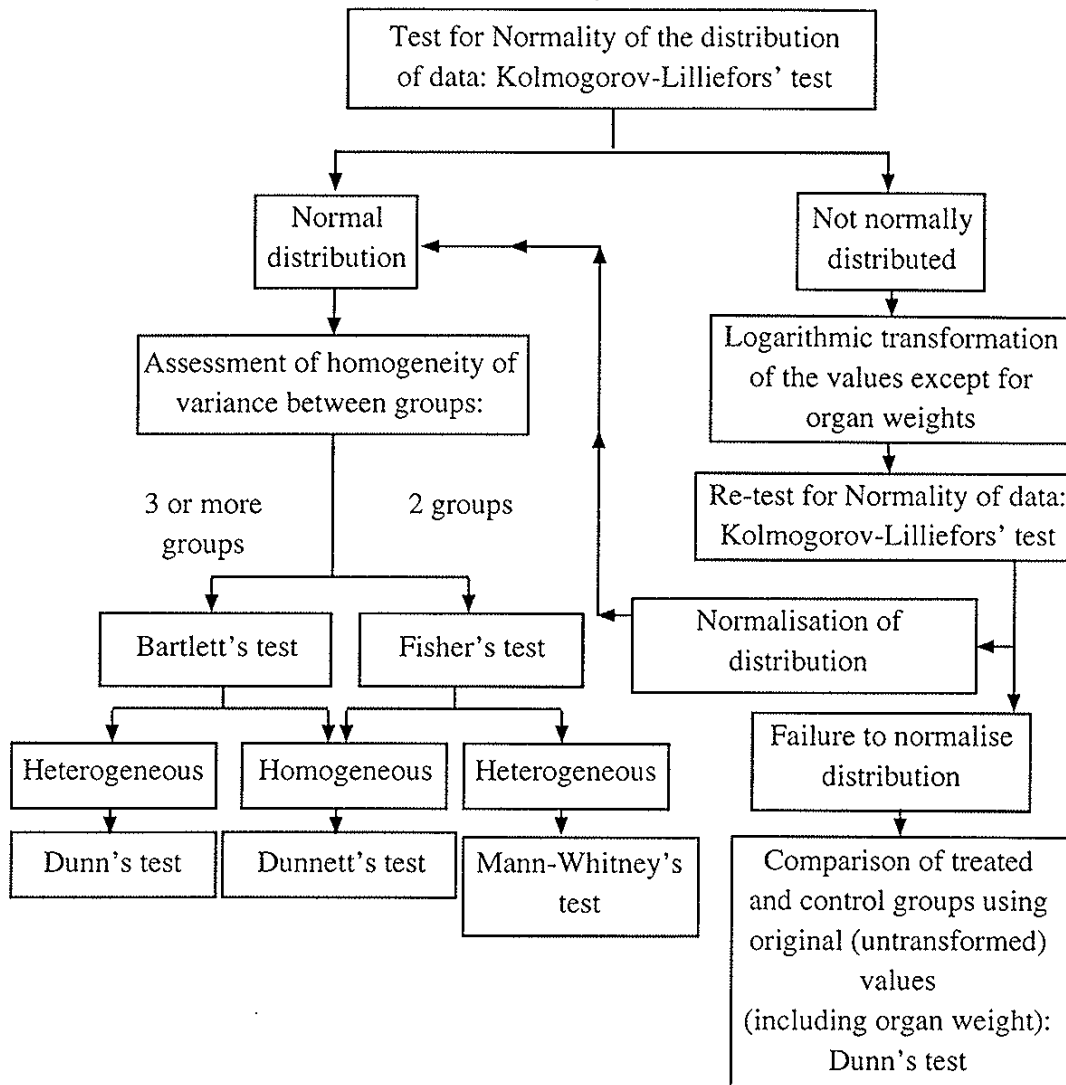 Test for Normality of the distribution
of data: Kolmogorov-Lilliefors' test
Normal
distribution
Not normally
distributed
Logarithmic transformation
of the values except for
organ weights
Assessment of homogeneity of
variance between groups:
Re-test for Normality of data:
Kolmogorov-Lilliefors' test
3 or more
groups
2 groups
Normalisation of
distribution
Bartlett's test
Fisher's test
Failure to normalise
distribution
Heterogeneous
Homogeneous
Heterogeneous
Dunn's test
Dunnett's test
Mann-Whitney's
test
Comparison of treated
and control groups using
original (untransformed)
values
(including organ weight):
Dunn's test